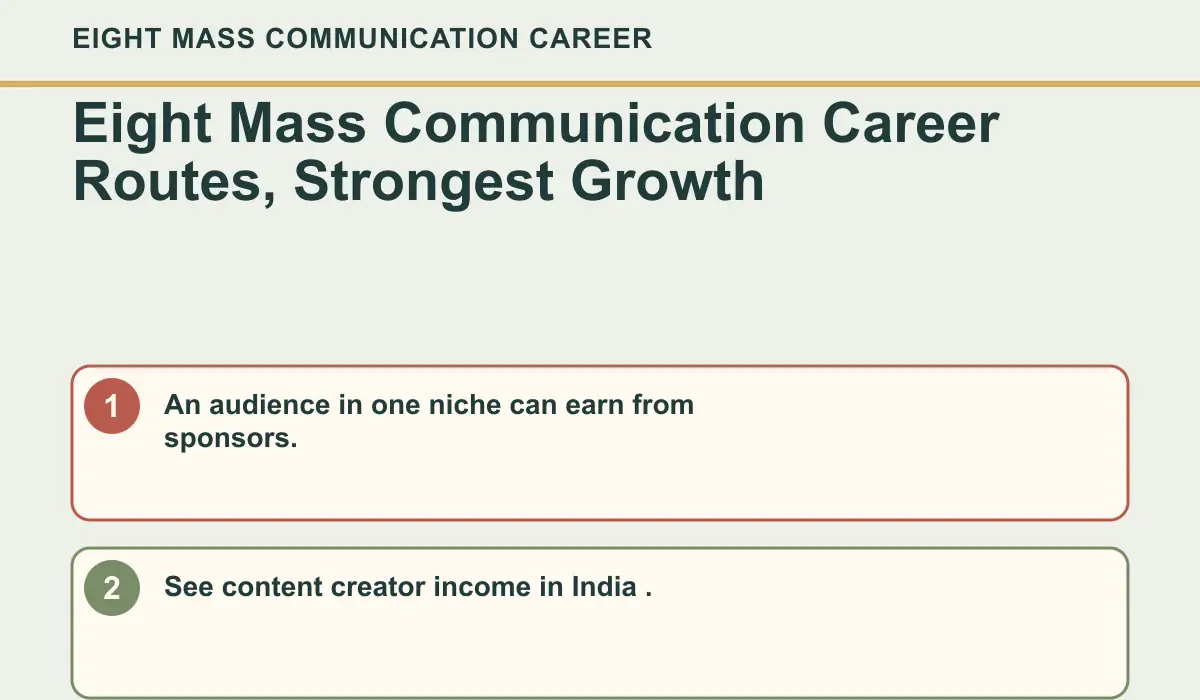 EIGHT MASS COMMUNICATION CAREER
Eight Mass Communication Career
Routes, Strongest Growth
1
An audience in one niche can earn from
sponsors.
2
See content creator income in India .